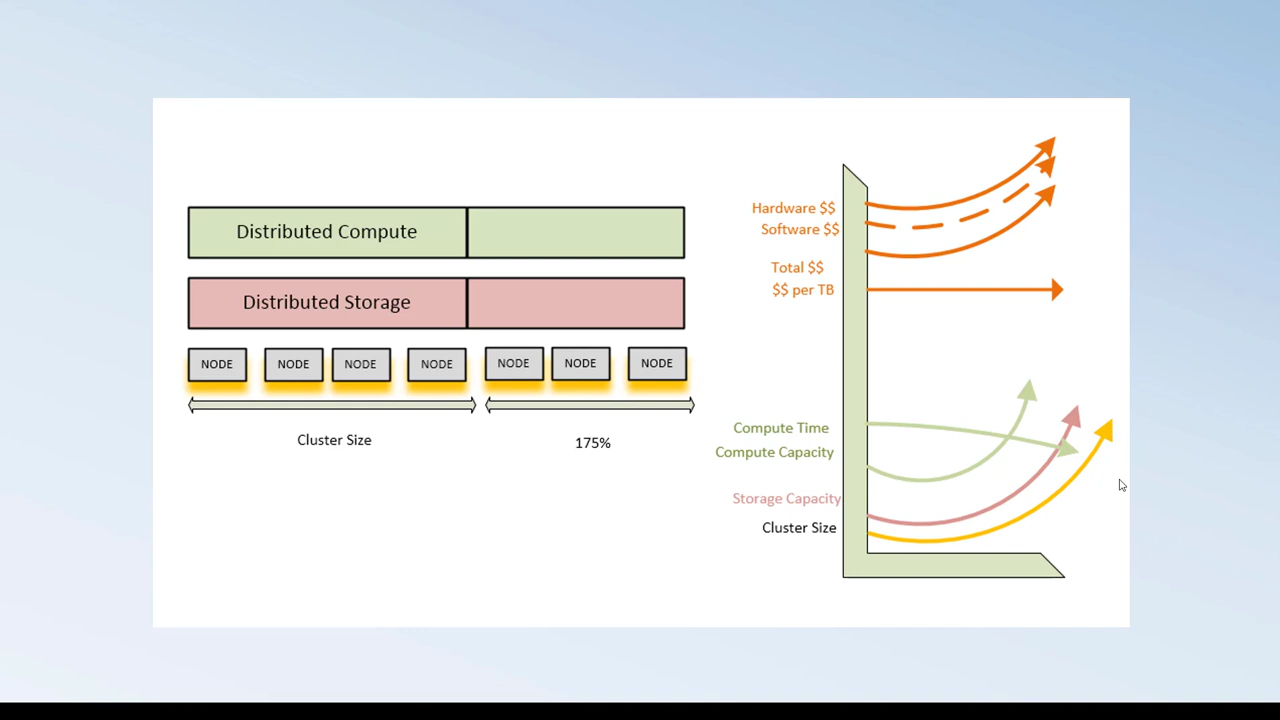 Distributed Compute
Distributed Storage
NODE NODE NODE NODE NODE NODE NODE
Cluster Size
175%
Hardware $$
Software $$
Total $$
$$ per TB
Compute Time
Compute Capacity
Storage Capacity
Cluster Size